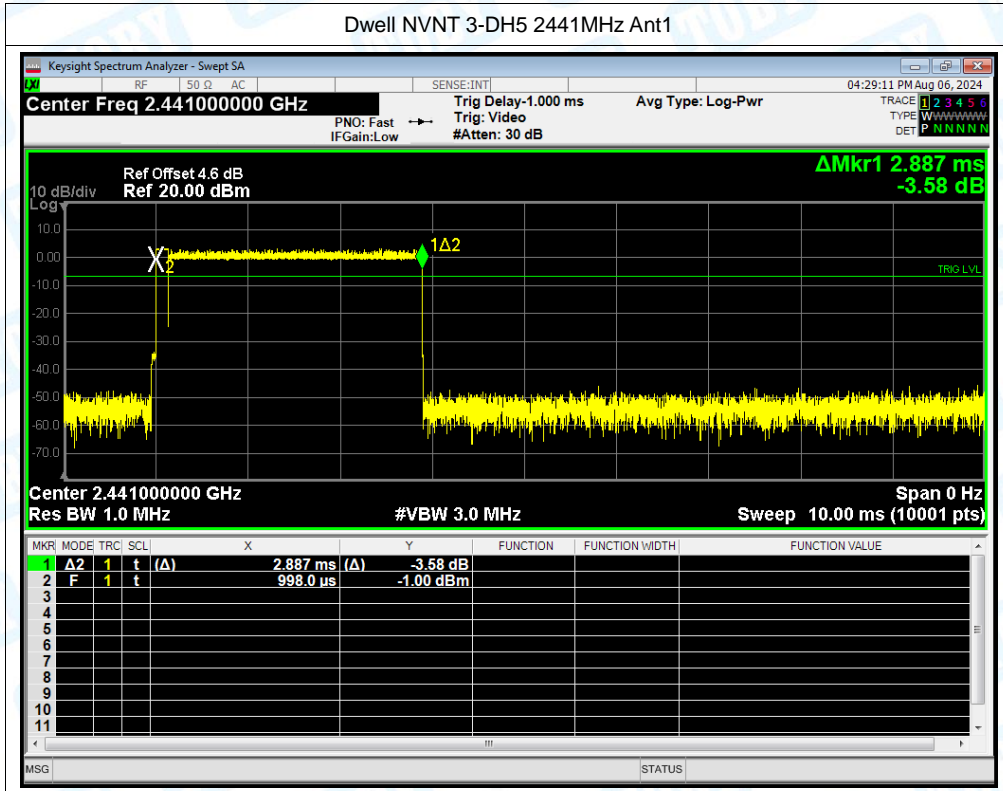 Dwell NVNT 3-DH5 2441MHz Ant1
Keysight Spectrum Analyzer - Swept SA
LXI RF 50 Ω AC SENSE:INT 04:29:11 PM Aug 06, 2024
Center Freq 2.441000000 GHz Trig Delay-1.000 ms Avg Type: Log-Pwr TRACE 1 2 3 4 5 6
PNO: Fast Trig: Video TYPE WWWWWW
IFGain:Low #Atten: 30 dB DET P N N N N N
ΔMkr1 2.887 ms
-3.58 dB
Ref Offset 4.6 dB
10 dB/div Ref 20.00 dBm
Log
10.0
0.00
-10.0
-20.0
-30.0
-40.0
-50.0
-60.0
-70.0
1Δ2
X2
TRIG LVL
Center 2.441000000 GHz Span 0 Hz
Res BW 1.0 MHz #VBW 3.0 MHz Sweep 10.00 ms (10001 pts)
MKR MODE TRC SCL X Y FUNCTION FUNCTION WIDTH FUNCTION VALUE
1 Δ2 1 t (Δ) 2.887 ms (Δ) -3.58 dB
2 F 1 t 998.0 µs -1.00 dBm
3
4
5
6
7
8
9
10
11
MSG STATUS